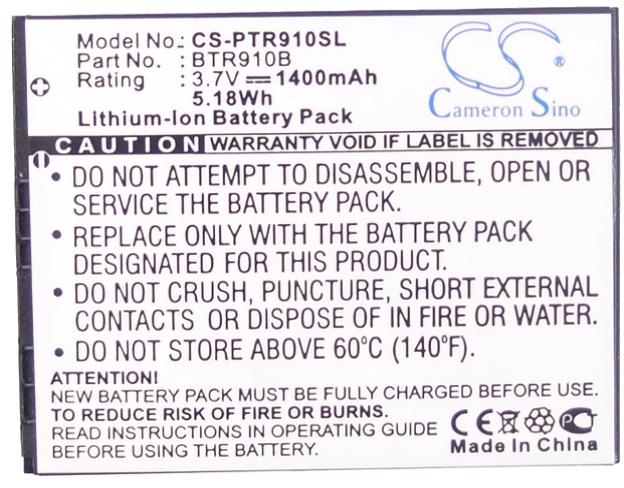 Model No.: CS-PTR910SL
Part No.: BTR910B
Rating : 3.7V 1400mAh
5.18Wh
Lithium-Ion Battery Pack
CS
®
Cameron Sino
CAUTION WARRANTY VOID IF LABEL IS REMOVED
• DO NOT ATTEMPT TO DISASSEMBLE, OPEN OR
SERVICE THE BATTERY PACK.
• REPLACE ONLY WITH THE BATTERY PACK
DESIGNATED FOR THIS PRODUCT.
• DO NOT CRUSH, PUNCTURE, SHORT EXTERNAL
CONTACTS OR DISPOSE OF IN FIRE OR WATER.
• DO NOT STORE ABOVE 60°C (140°F).
ATTENTION!
NEW BATTERY PACK MUST BE FULLY CHARGED BEFORE USE
TO REDUCE RISK OF FIRE OR BURNS.
READ INSTRUCTIONS OF OPERATING GUIDE
BEFORE USING THE BATTERY PACK.
CE
MADE IN CHINA